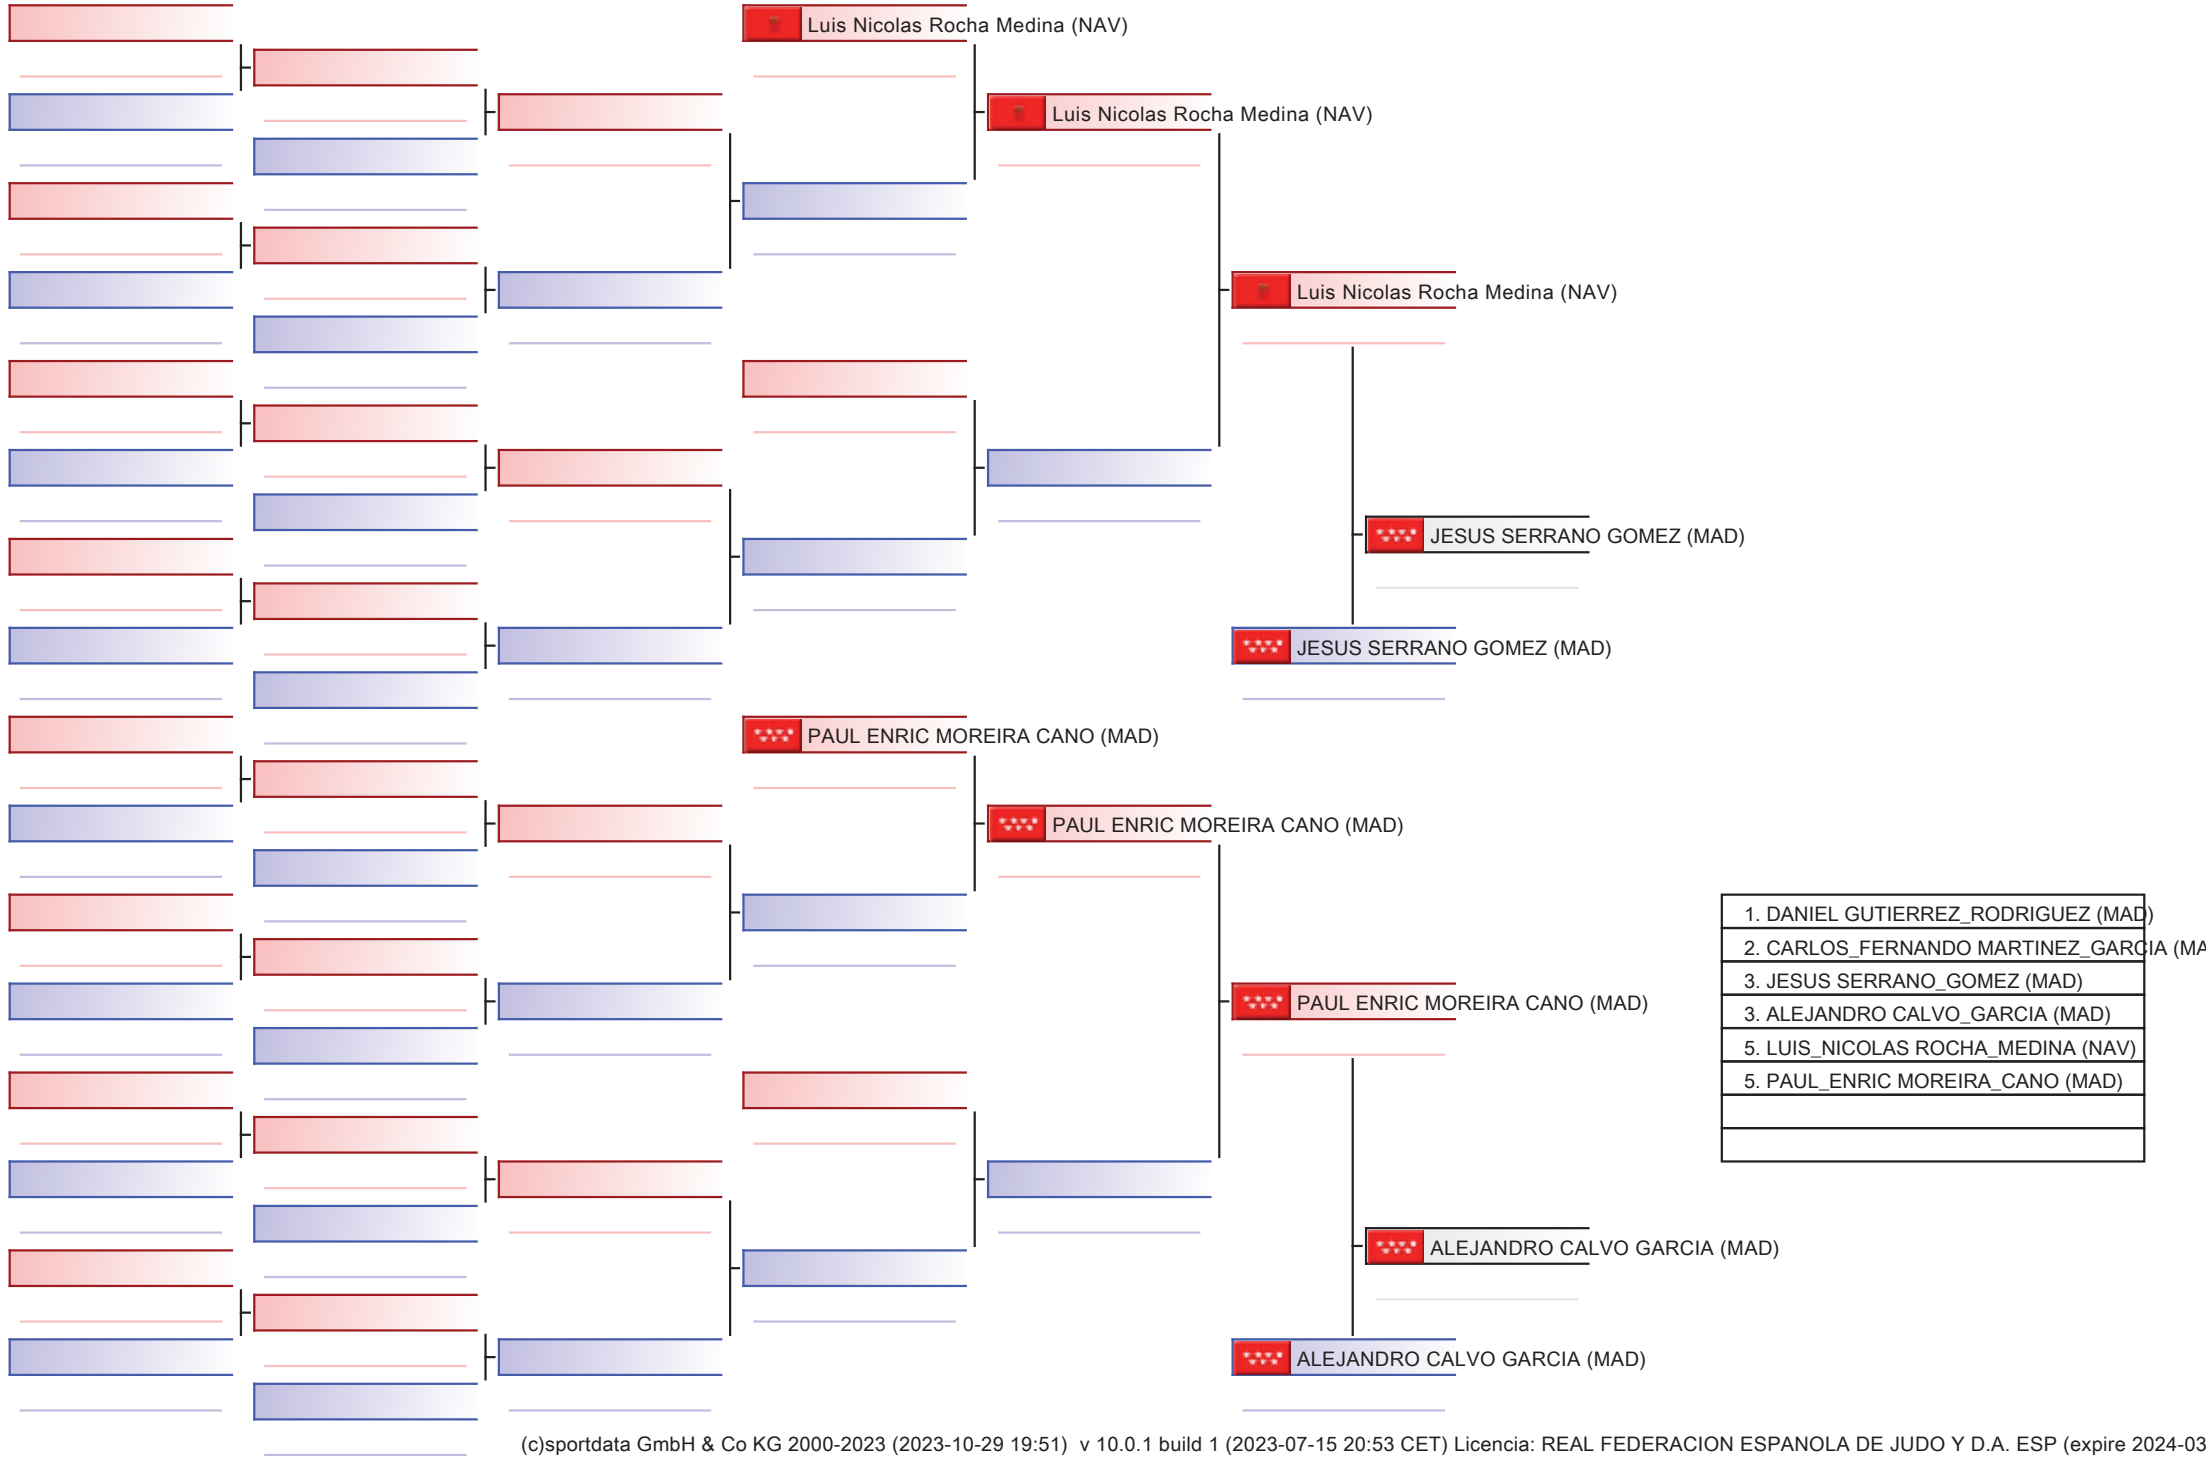 Luis Nicolas Rocha Medina (NAV)
Luis Nicolas Rocha Medina (NAV)
Luis Nicolas Rocha Medina (NAV)
JESUS SERRANO GOMEZ (MAD)
JESUS SERRANO GOMEZ (MAD)
PAUL ENRIC MOREIRA CANO (MAD)
PAUL ENRIC MOREIRA CANO (MAD)
PAUL ENRIC MOREIRA CANO (MAD)
ALEJANDRO CALVO GARCIA (MAD)
ALEJANDRO CALVO GARCIA (MAD)
1. DANIEL GUTIERREZ_RODRIGUEZ (MAD)
2. CARLOS_FERNANDO MARTINEZ_GARCIA (MA
3. JESUS SERRANO_GOMEZ (MAD)
3. ALEJANDRO CALVO_GARCIA (MAD)
5. LUIS_NICOLAS ROCHA_MEDINA (NAV)
5. PAUL_ENRIC MOREIRA_CANO (MAD)
(c)sportdata GmbH & Co KG 2000-2023 (2023-10-29 19:51) v 10.0.1 build 1 (2023-07-15 20:53 CET) Licencia: REAL FEDERACION ESPANOLA DE JUDO Y D.A. ESP (expire 2024-03